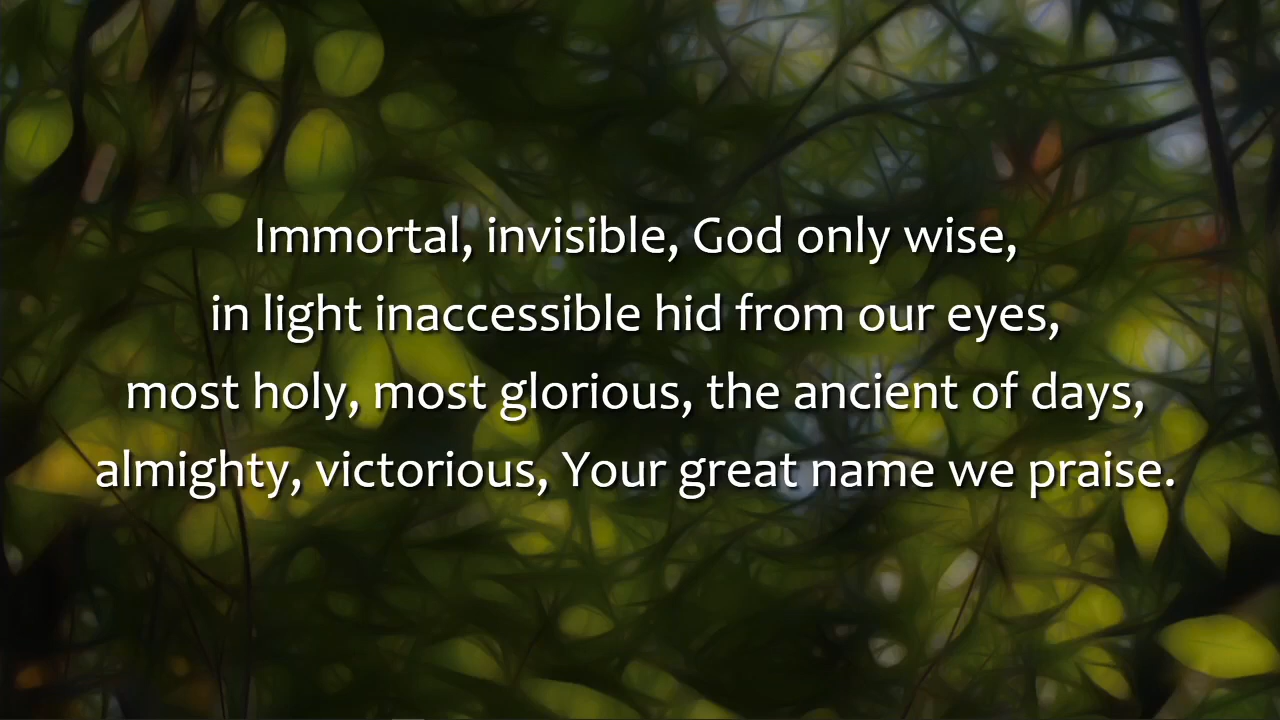 Immortal, invisible, God only wise,
in light inaccessible hid from our eyes,
most holy, most glorious, the ancient of days,
almighty, victorious, Your great name we praise.